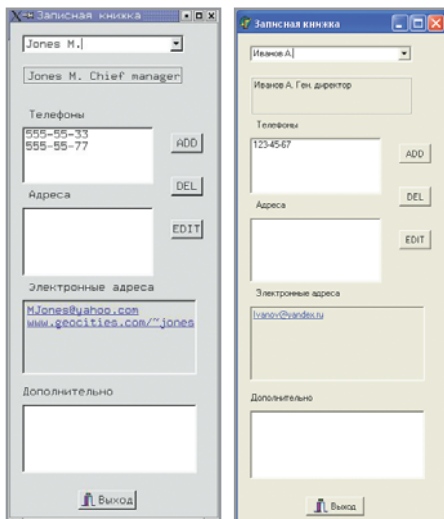 Записная книжка
Jones M.
Jones M. Chief manager
Телефоны
555-55-33
555-55-77
ADD
DEL
Адреса
EDIT
Электронные адреса
MJones@yahoo.com
www.geocities.com/~jones
Дополнительно
Выход
Записная книжка
Иванов А.
Иванов А. Ген. директор
Телефоны
123-45-67
ADD
DEL
Адреса
EDIT
Электронные адреса
Ivanov@yandex.ru
Дополнительно
Выход